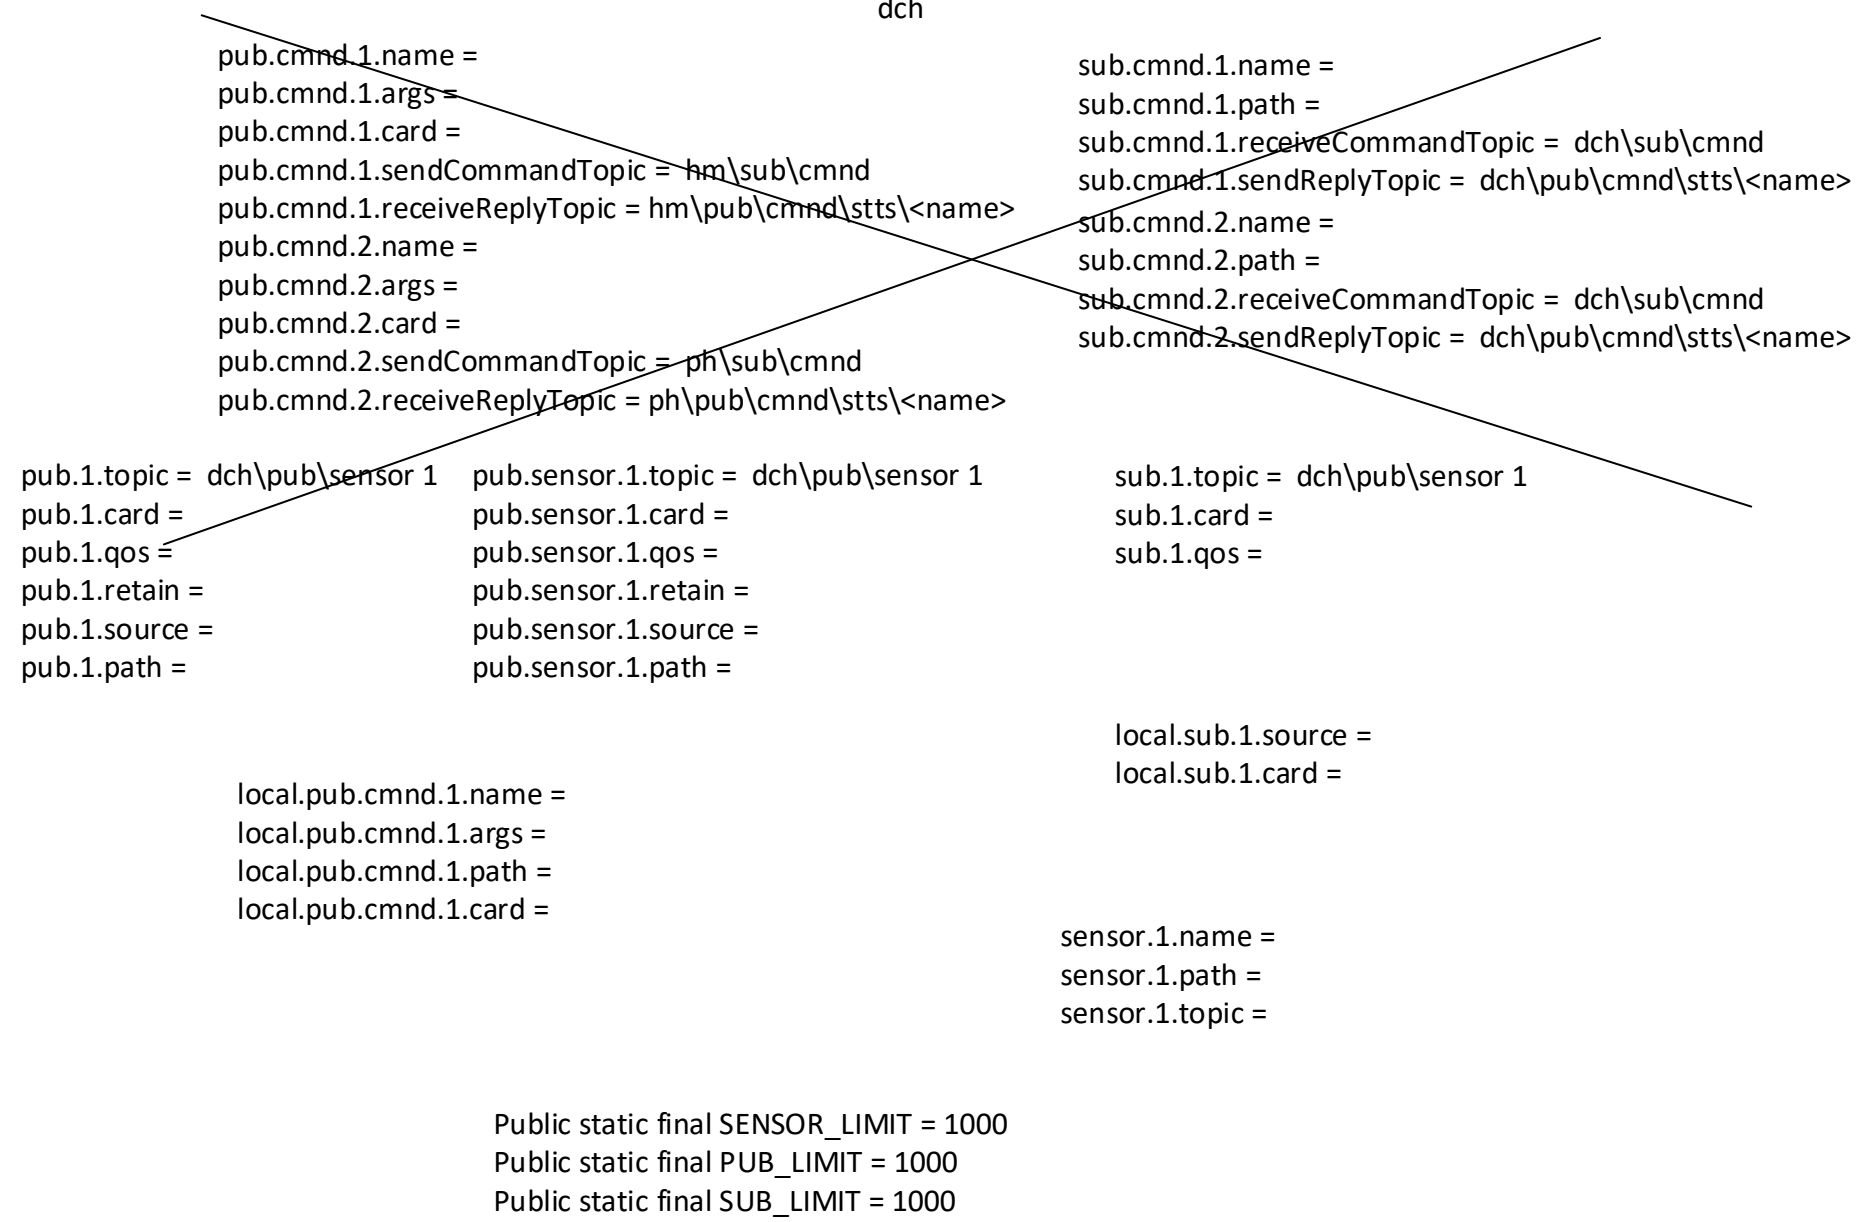 dch
pub.cmnd.1.name =
pub.cmnd.1.args =
pub.cmnd.1.card =
pub.cmnd.1.sendCommandTopic = hm\sub\cmnd
pub.cmnd.1.receiveReplyTopic = hm\pub\cmnd\stts\<name>
pub.cmnd.2.name =
pub.cmnd.2.args =
pub.cmnd.2.card =
pub.cmnd.2.sendCommandTopic = ph\sub\cmnd
pub.cmnd.2.receiveReplyTopic = ph\pub\cmnd\stts\<name>
sub.cmnd.1.name =
sub.cmnd.1.path =
sub.cmnd.1.receiveCommandTopic = dch\sub\cmnd
sub.cmnd.1.sendReplyTopic = dch\pub\cmnd\stts\<name>
sub.cmnd.2.name =
sub.cmnd.2.path =
sub.cmnd.2.receiveCommandTopic = dch\sub\cmnd
sub.cmnd.2.sendReplyTopic = dch\pub\cmnd\stts\<name>
pub.1.topic = dch\pub\sensor 1
pub.1.card =
pub.1.qos =
pub.1.retain =
pub.1.source =
pub.1.path =
pub.sensor.1.topic = dch\pub\sensor 1
pub.sensor.1.card =
pub.sensor.1.qos =
pub.sensor.1.retain =
pub.sensor.1.source =
pub.sensor.1.path =
sub.1.topic = dch\pub\sensor 1
sub.1.card =
sub.1.qos =
local.sub.1.source =
local.sub.1.card =
local.pub.cmnd.1.name =
local.pub.cmnd.1.args =
local.pub.cmnd.1.path =
local.pub.cmnd.1.card =
sensor.1.name =
sensor.1.path =
sensor.1.topic =
Public static final SENSOR_LIMIT = 1000
Public static final PUB_LIMIT = 1000
Public static final SUB_LIMIT = 1000